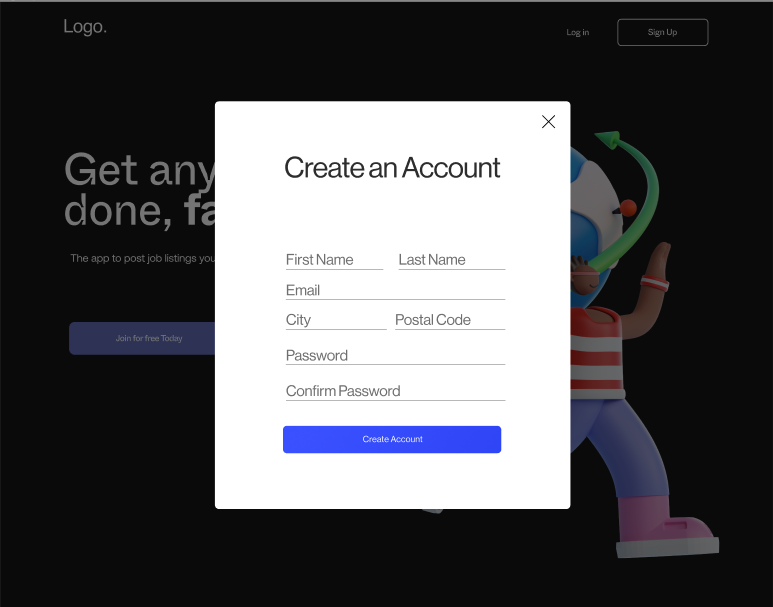 Logo.
Log in
Sign Up
Create an Account
Get any
done, fa
The app to post job listings you
First Name
Last Name
Email
City
Postal Code
Join for free Today
Password
Confirm Password
Create Account